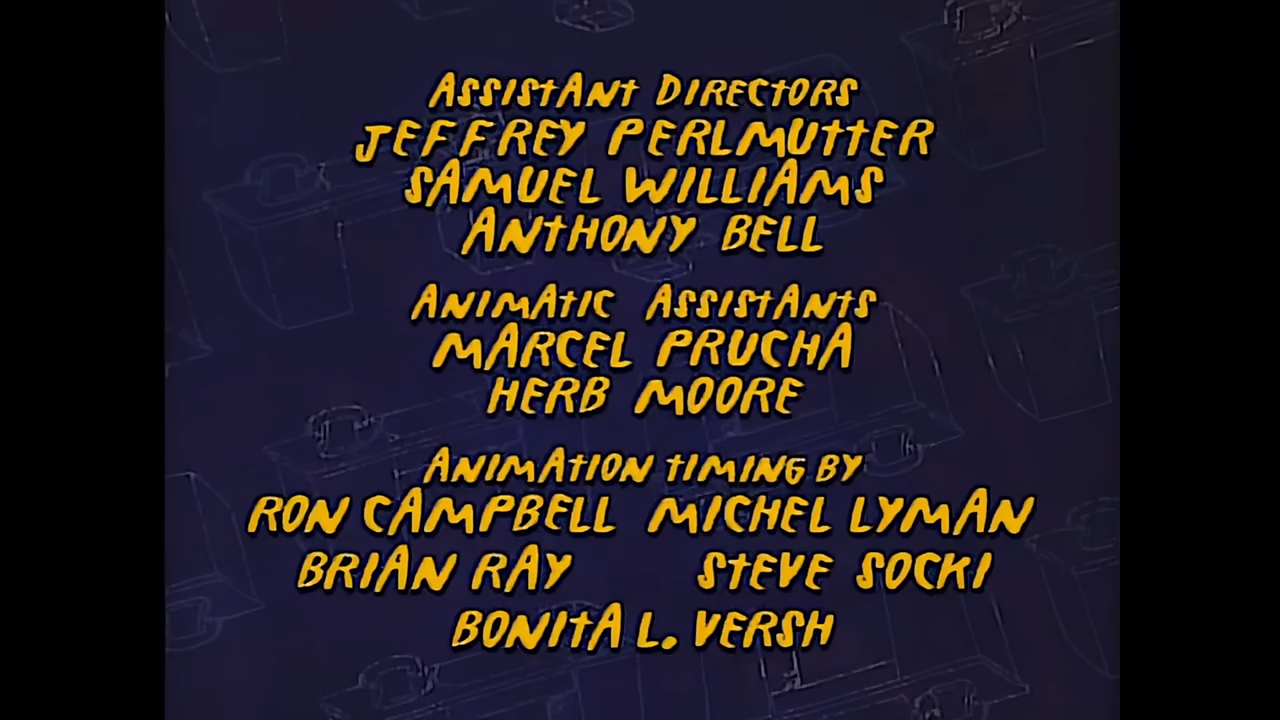 ASSISTANT DIRECTORS
JEFFREY PERLMUTTER
SAMUEL WILLIAMS
ANTHONY BELL
ANIMATIC ASSISTANTS
MARCEL PRUCHA
HERB MOORE
ANIMATION TIMING BY
RON CAMPBELL MICHEL LYMAN
BRIAN RAY STEVE SOCKI
BONITA L. VERSH